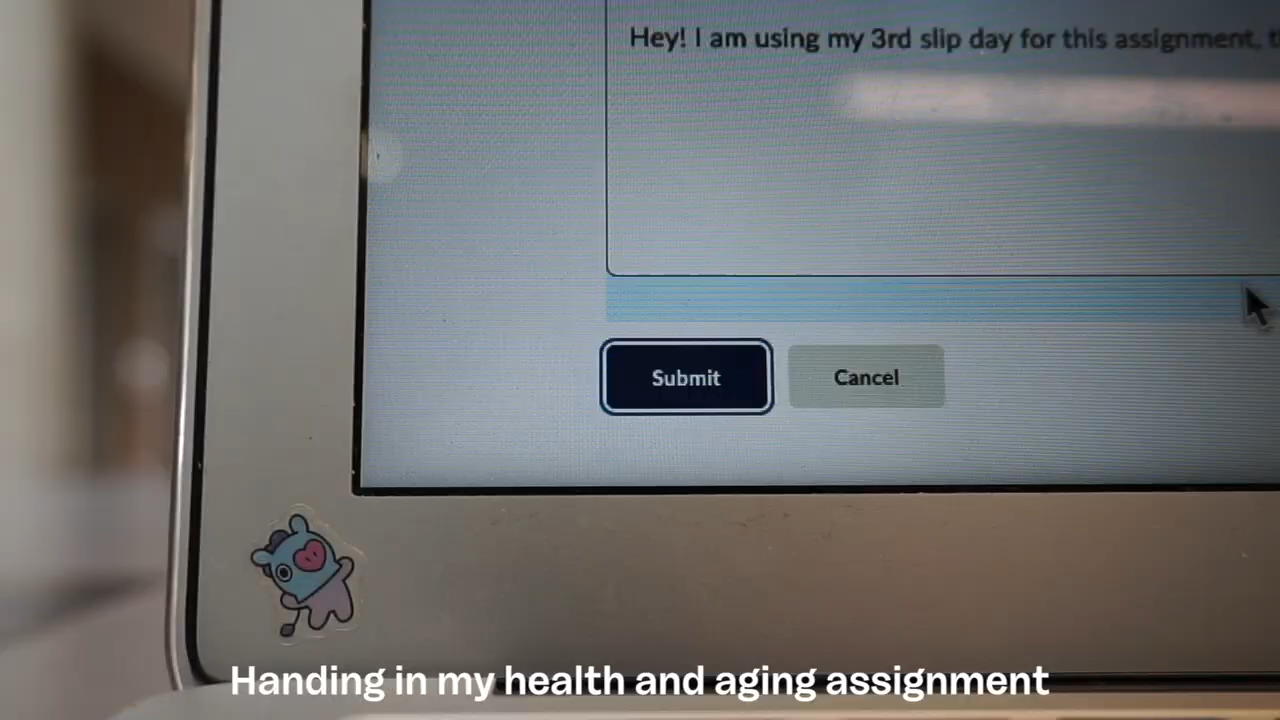 Hey! I am using my 3rd slip day for this assignment,
Submit
Cancel
Handing in my health and aging assignment